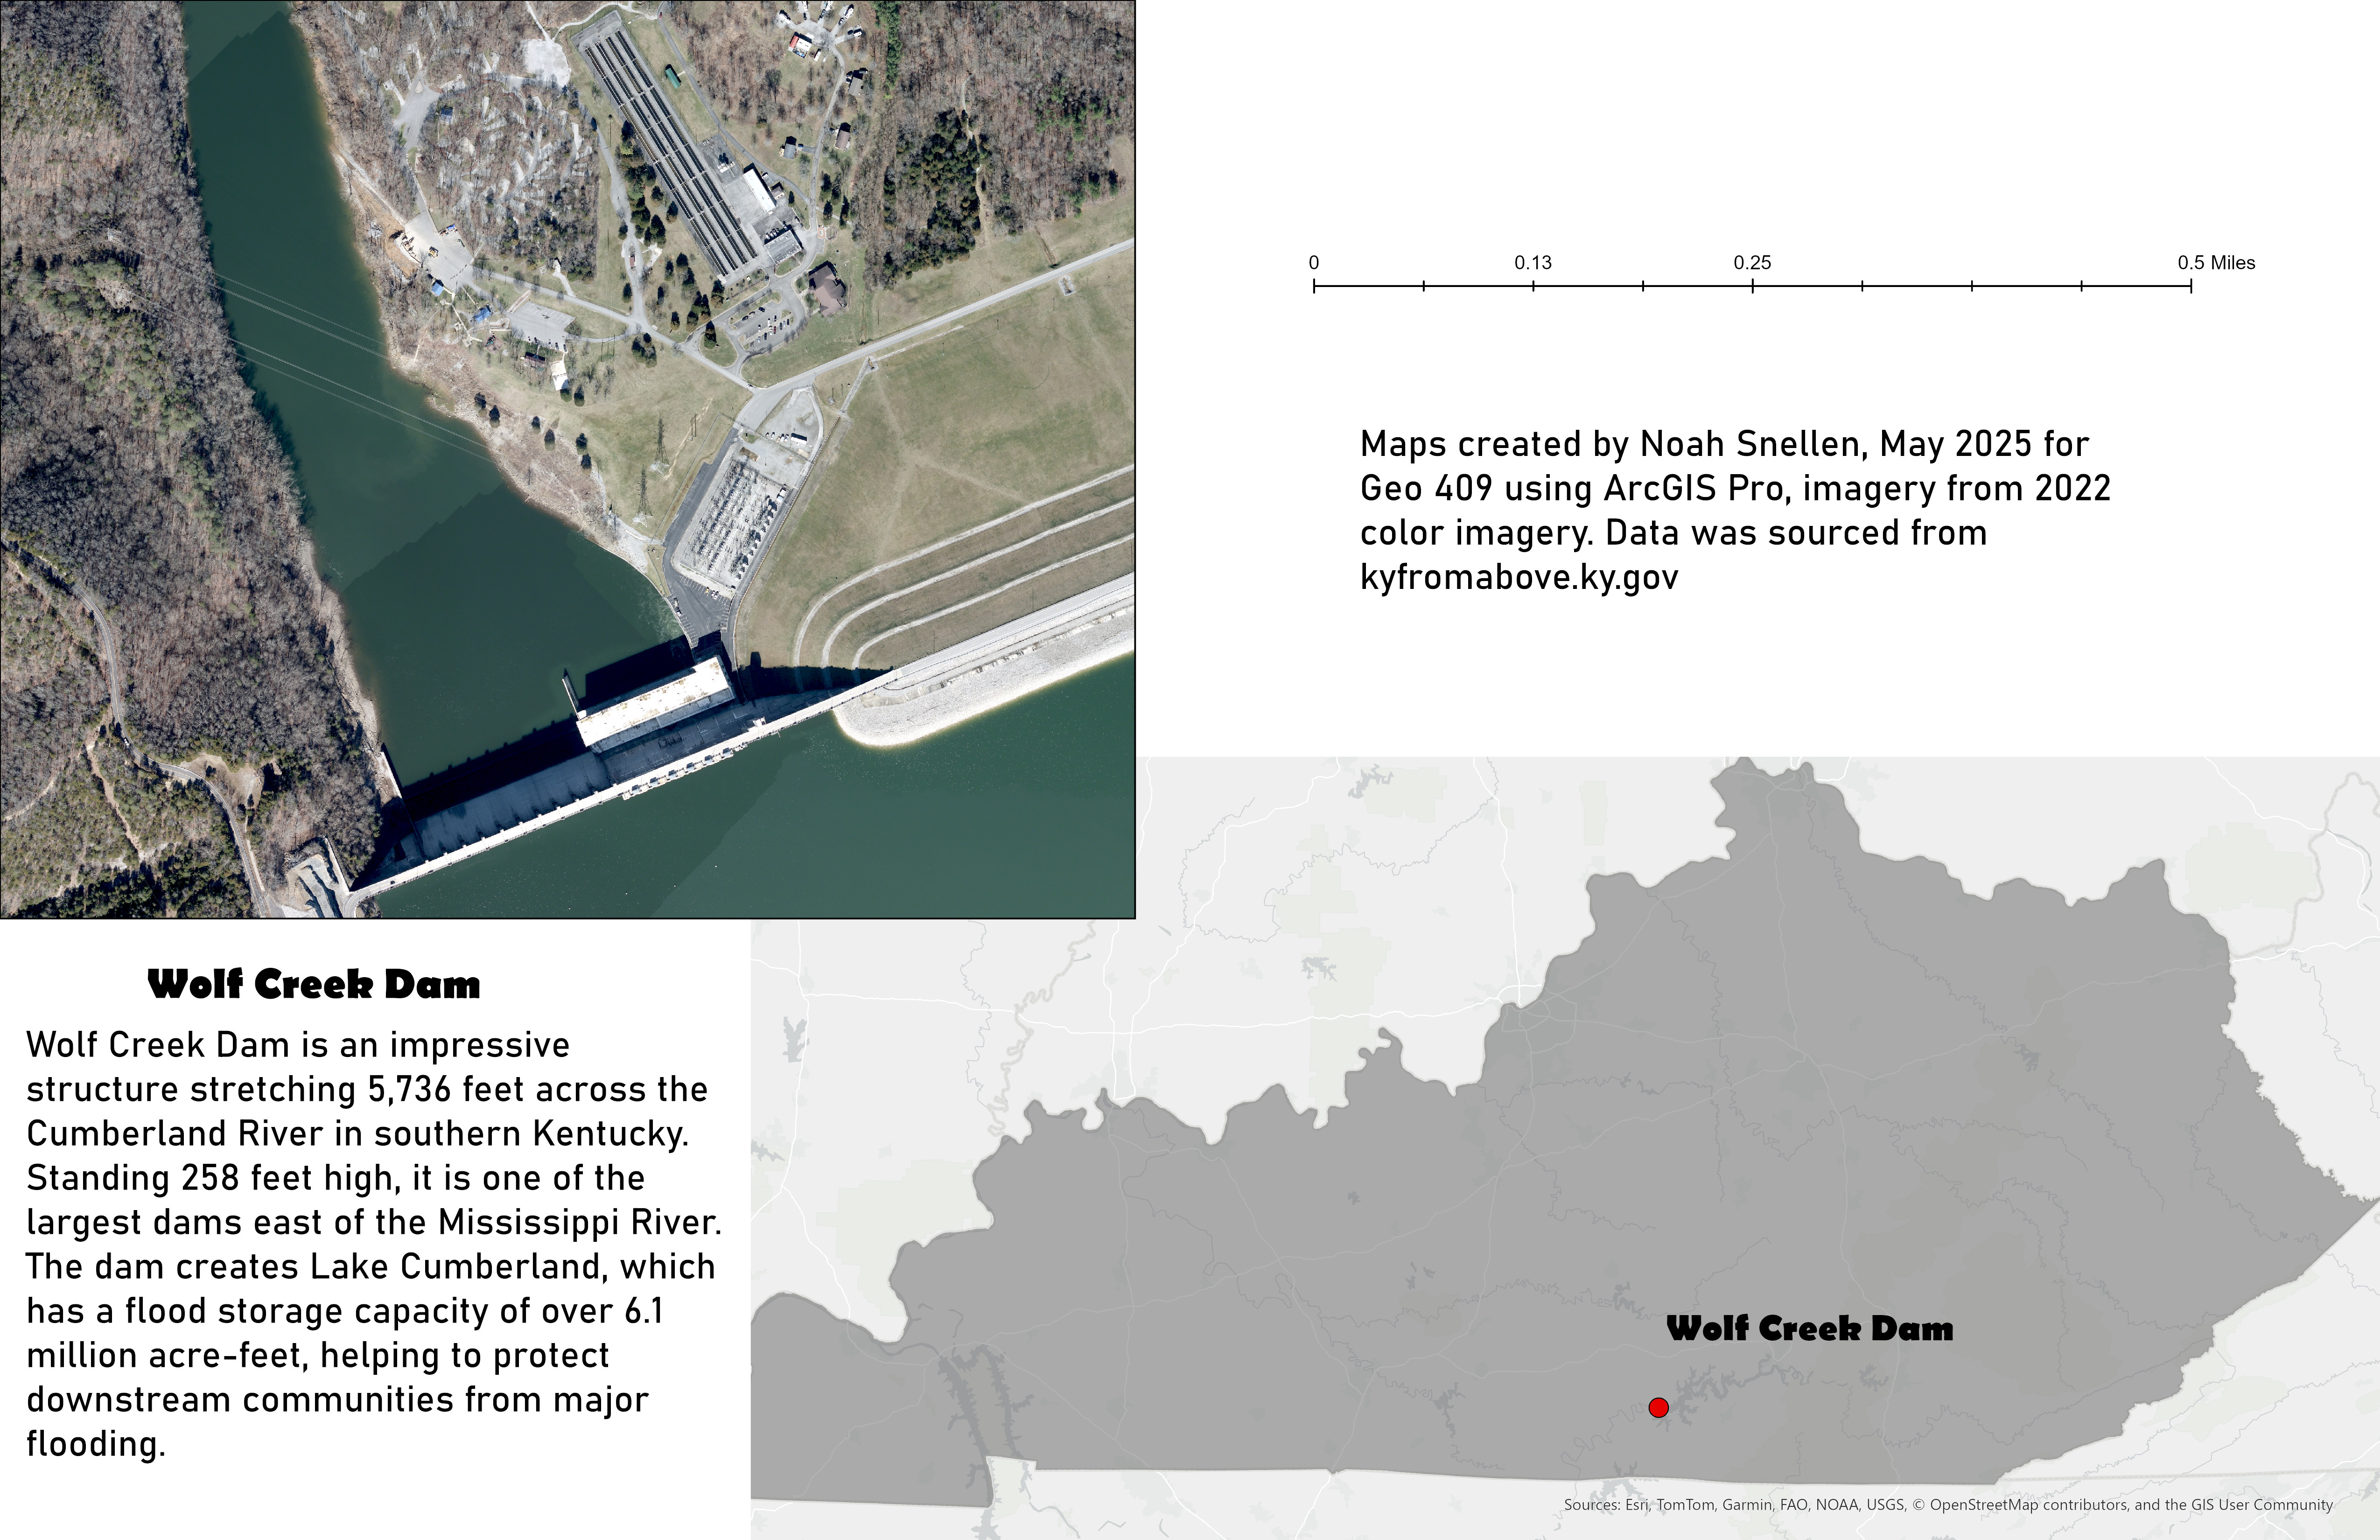 0 0.13 0.25 0.5 Miles
Maps created by Noah Snellen, May 2025 for
Geo 409 using ArcGIS Pro, imagery from 2022
color imagery. Data was sourced from
kyfromabove.ky.gov
Wolf Creek Dam
Wolf Creek Dam is an impressive
structure stretching 5,736 feet across the
Cumberland River in southern Kentucky.
Standing 258 feet high, it is one of the
largest dams east of the Mississippi River.
The dam creates Lake Cumberland, which
has a flood storage capacity of over 6.1
million acre-feet, helping to protect
downstream communities from major
flooding.
Wolf Creek Dam
Sources: Esri, TomTom, Garmin, FAO, NOAA, USGS, © OpenStreetMap contributors, and the GIS User Community